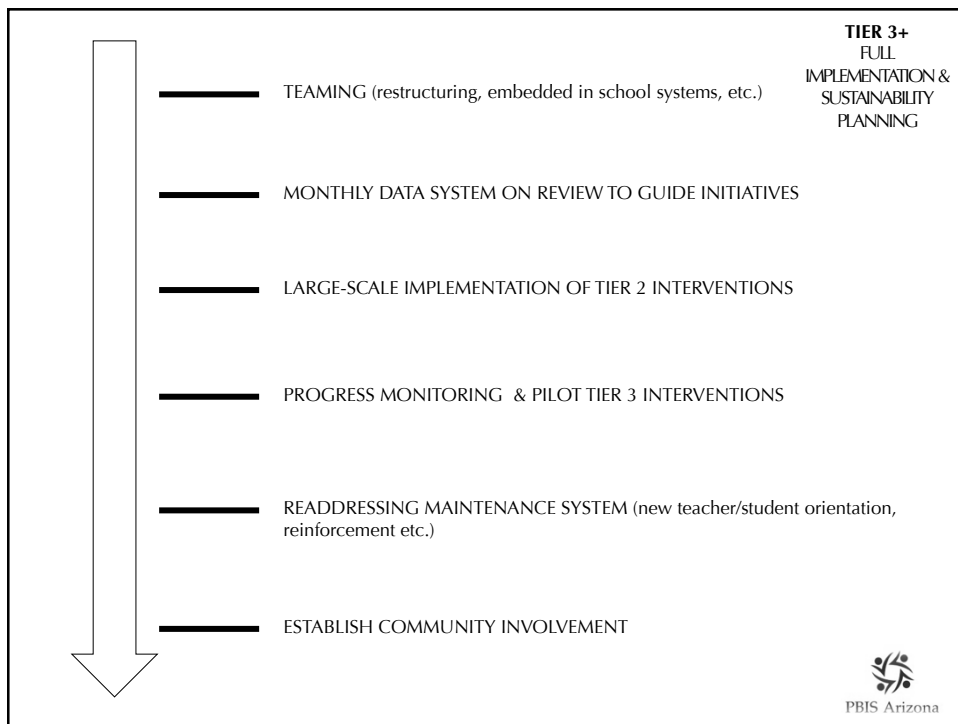 TIER 3+
FULL
IMPLEMENTATION &
SUSTAINABILITY
PLANNING
TEAMING (restructuring, embedded in school systems, etc.)
MONTHLY DATA SYSTEM ON REVIEW TO GUIDE INITIATIVES
LARGE-SCALE IMPLEMENTATION OF TIER 2 INTERVENTIONS
PROGRESS MONITORING & PILOT TIER 3 INTERVENTIONS
READDRESSING MAINTENANCE SYSTEM (new teacher/student orientation,
reinforcement etc.)
ESTABLISH COMMUNITY INVOLVEMENT
PBIS Arizona